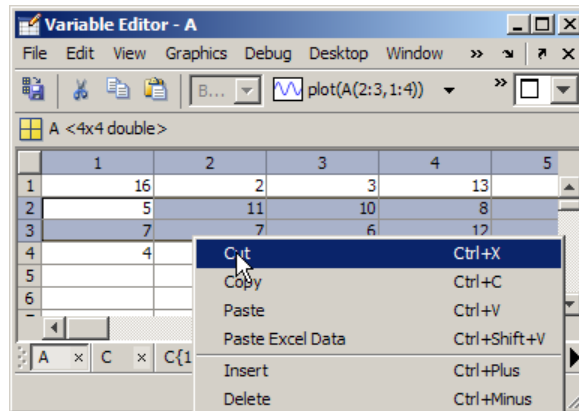 Variable Editor - A
File Edit View Graphics Debug Desktop Window »
B... plot(A(2:3,1:4)) »
A <4x4 double>
1 2 3 4 5
1 16 2 3 13
2 5 11 10 8
3 7 7 6 12
4 4
5
6
Cut Ctrl+X
Copy Ctrl+C
Paste Ctrl+V
Paste Excel Data Ctrl+Shift+V
Insert Ctrl+Plus
Delete Ctrl+Minus
A × C × C{1